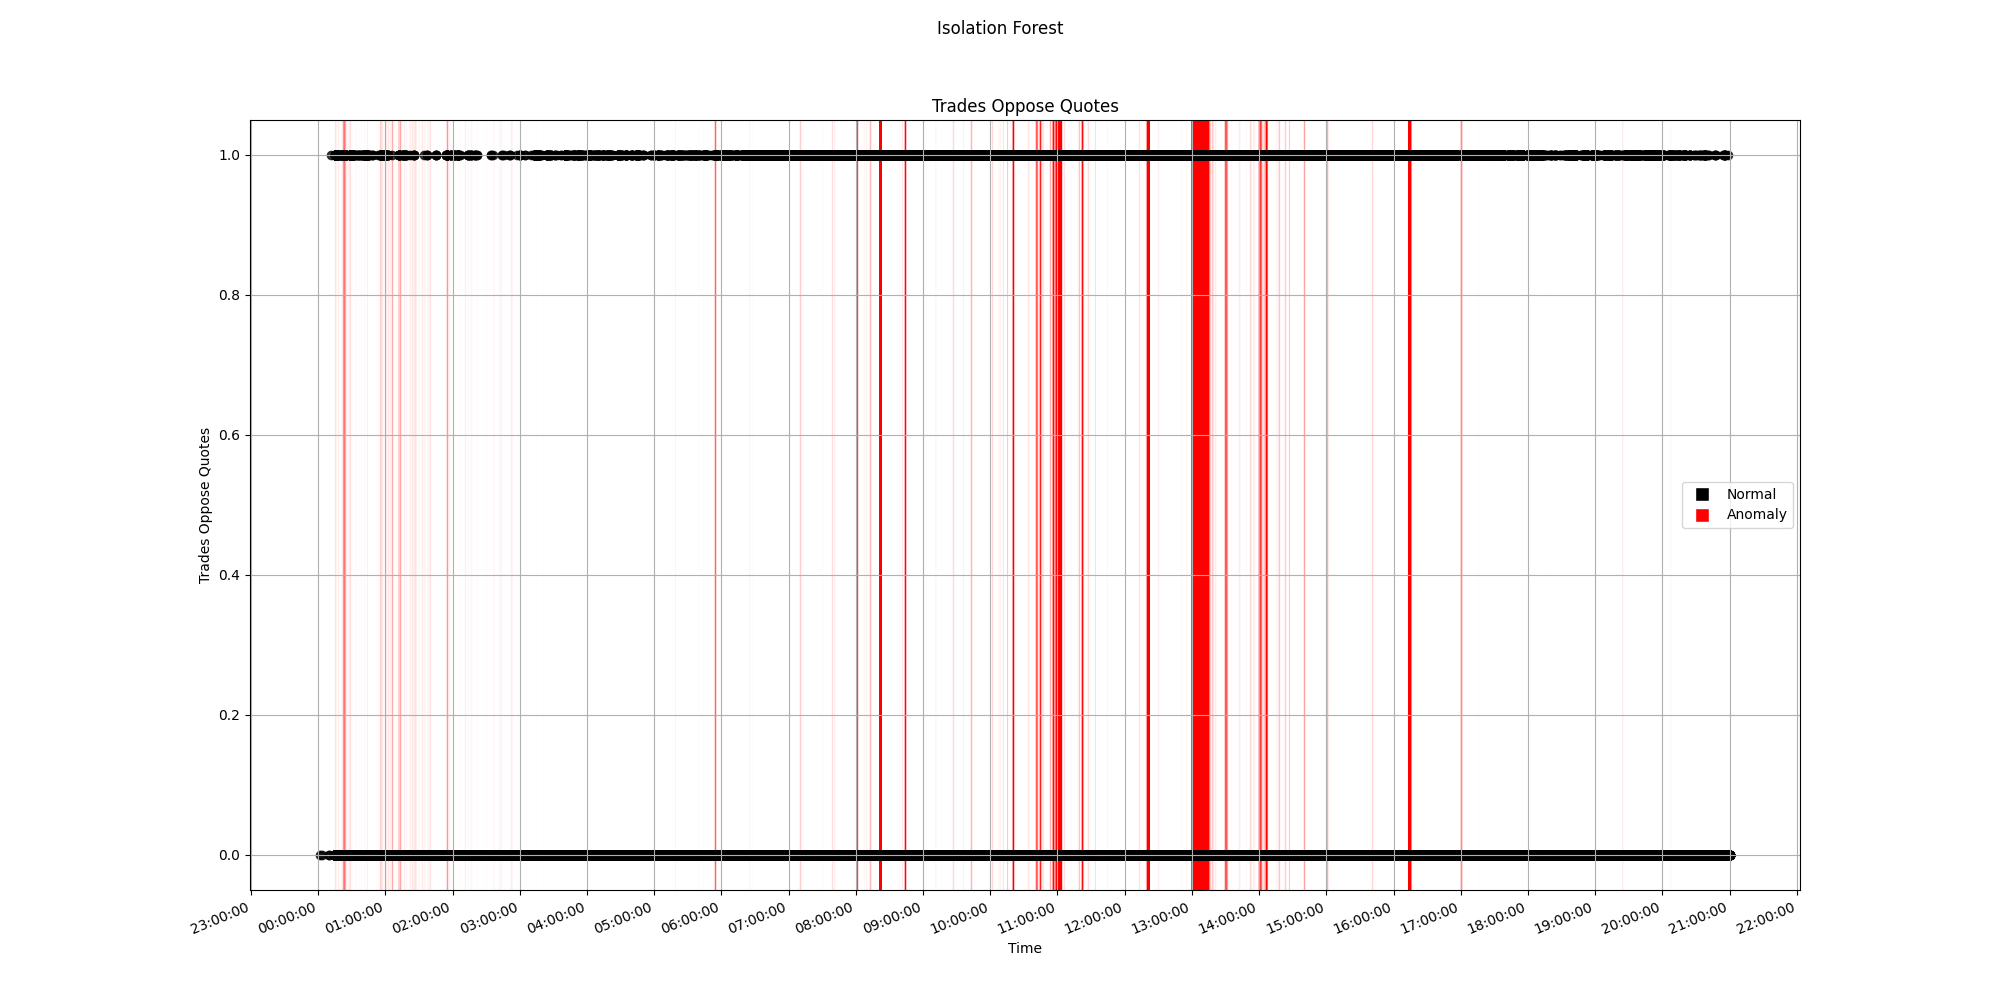 Isolation Forest
Trades Oppose Quotes
1.0
0.8
0.6
0.4
0.2
0.0
Trades Oppose Quotes
Normal
Anomaly
23:00:00 00:00:00 01:00:00 02:00:00 03:00:00 04:00:00 05:00:00 06:00:00 07:00:00 08:00:00 09:00:00 10:00:00 11:00:00 12:00:00 13:00:00 14:00:00 15:00:00 16:00:00 17:00:00 18:00:00 19:00:00 20:00:00 21:00:00 22:00:00
Time